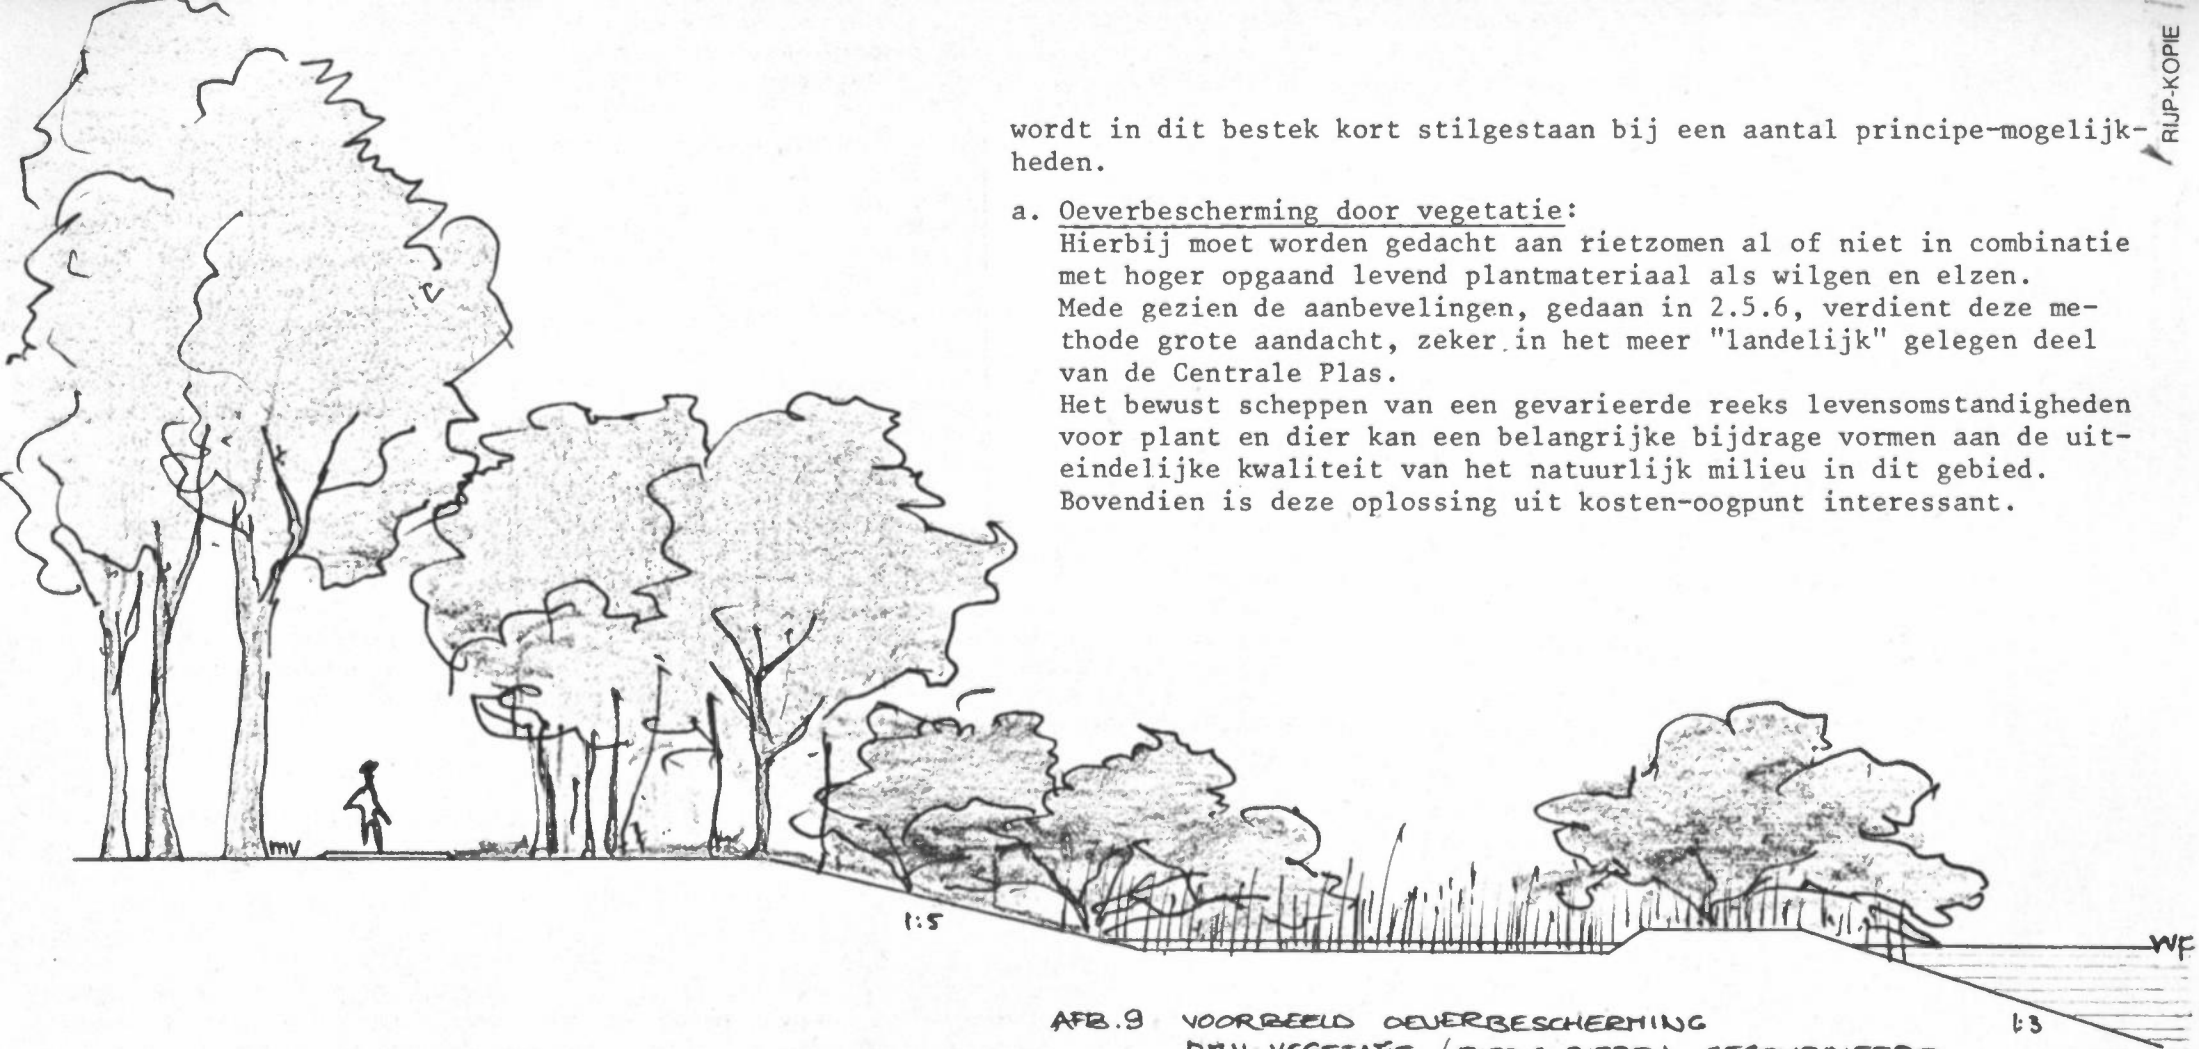 RIJP-KOPIE
wordt in dit bestek kort stilgestaan bij een aantal principe-mogelijk-
heden.
a. Oeverbescherming door vegetatie:
Hierbij moet worden gedacht aan rietzomen al of niet in combinatie
met hoger opgaand levend plantmateriaal als wilgen en elzen.
Mede gezien de aanbevelingen, gedaan in 2.5.6, verdient deze me-
thode grote aandacht, zeker in het meer "landelijk" gelegen deel
van de Centrale Plas.
Het bewust scheppen van een gevarieerde reeks levensomstandigheden
voor plant en dier kan een belangrijke bijdrage vormen aan de uit-
eindelijke kwaliteit van het natuurlijk milieu in dit gebied.
Bovendien is deze oplossing uit kosten-oogpunt interessant.
mv
1:5
1:3
AFB.9 VOORBEELD OEVERBESCHERMING